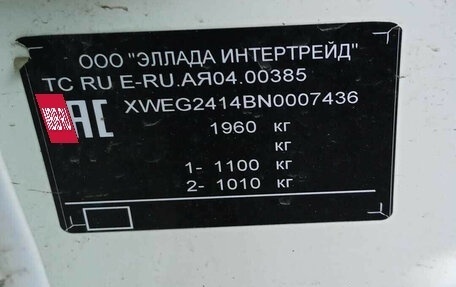 ООО "ЭЛЛАДА ИНТЕРТРЕЙД"
ТС RU E-RU.АЯ04.00385
XWEG2414BN0007436
1960 кг
кг
1- 1100 кг
2- 1010 кг